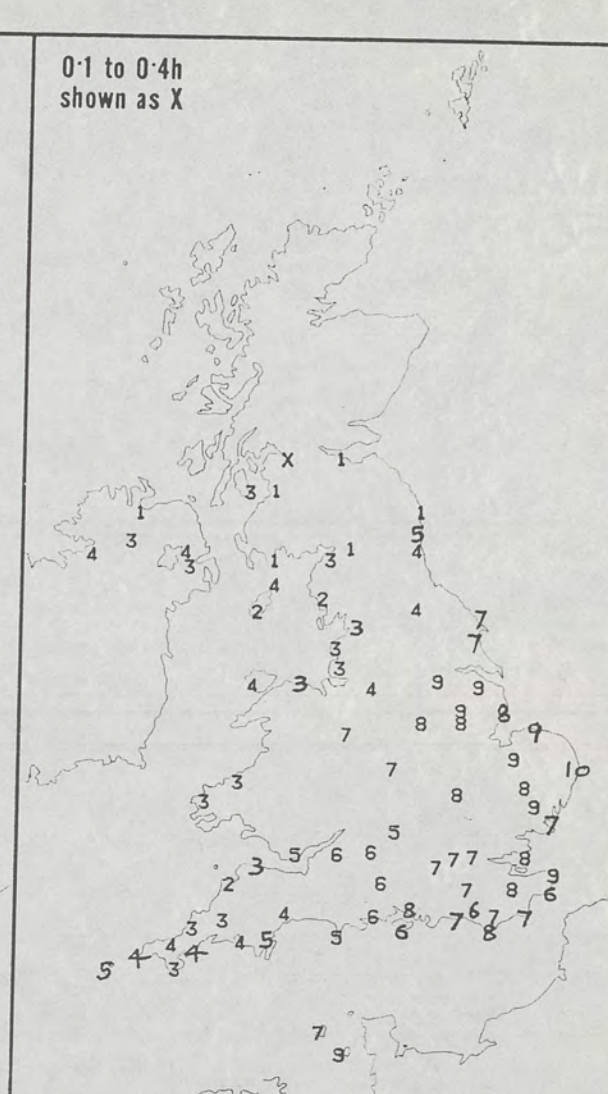 0·1 to 0·4h
shown as X
X 1
3 1
1 1
5
4 3 4 4
3 1 3 1
4
2 2 4 7
3 7
3
3
4 3 4 9 9
9 8
7 8 8 9
9
7 10
3 8 8
3 9
5 7
5 6 6 7 7 7 8
3 9
2 6 7 8 6
3 3 4 6 8 7 6 7 7
4 4 5 5 6 8
5 4 4 3
7
9